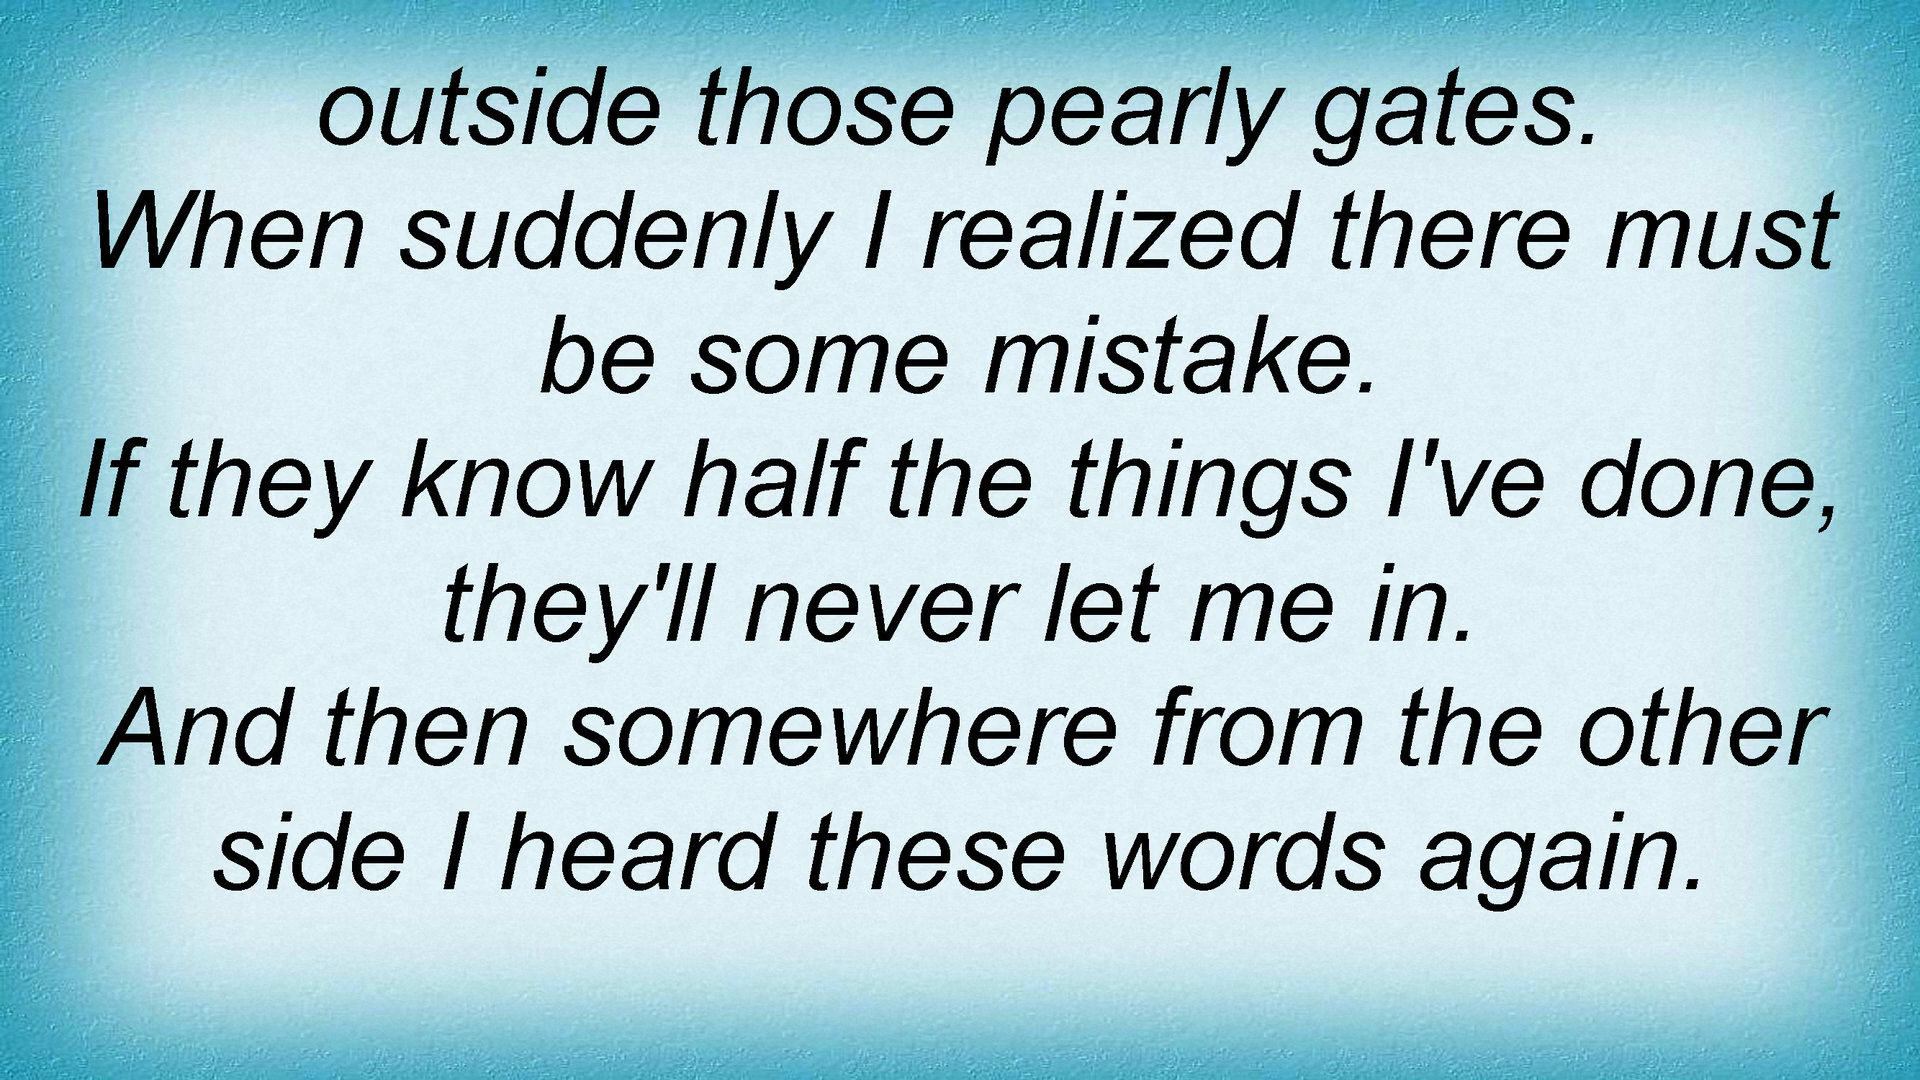 outside those pearly gates.
When suddenly I realized there must
be some mistake.
If they know half the things I've done,
they'll never let me in.
And then somewhere from the other
side I heard these words again.